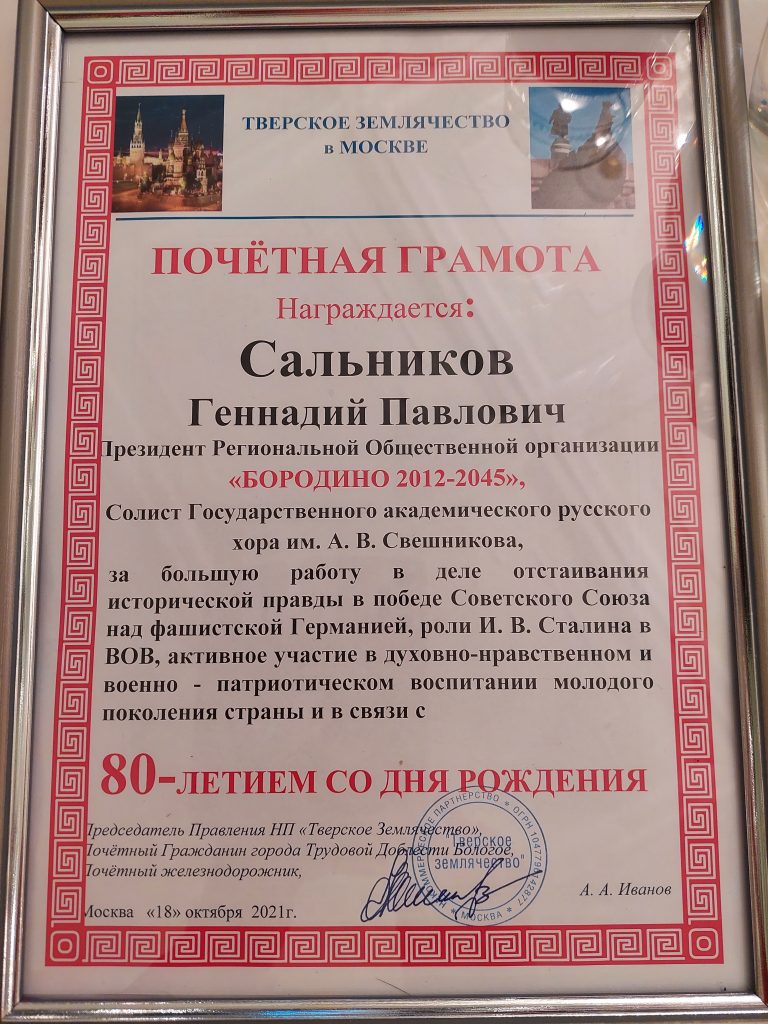 ТВЕРСКОЕ ЗЕМЛЯЧЕСТВО
в МОСКВЕ
ПОЧЁТНАЯ ГРАМОТА
Награждается:
Сальников
Геннадий Павлович
Президент Региональной Общественной организации
«БОРОДИНО 2012-2045»,
Солист Государственного академического русского
хора им. А. В. Свешникова,
за большую работу в деле отстаивания
исторической правды в победе Советского Союза
над фашистской Германией, роли И. В. Сталина в
ВОВ, активное участие в духовно-нравственном и
военно - патриотическом воспитании молодого
поколения страны и в связи с
80-ЛЕТИЕМ СО ДНЯ РОЖДЕНИЯ
Председатель Правления НП «Тверское Землячество»,
Почётный Гражданин города Трудовой Доблести Бологое,
Почётный железнодорожник,
А. А. Иванов
Москва «18» октября 2021г.
ПАРТНЕРСТВО * ОГРН
"Тверское
землячество"
* МОСКВА *